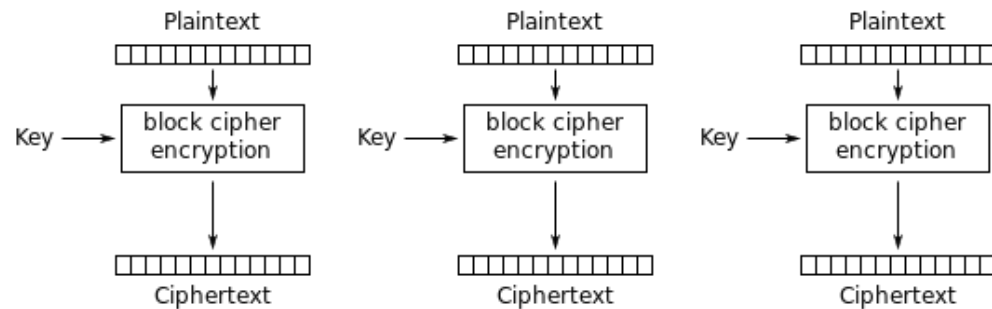 Plaintext
Plaintext
Plaintext
Key
block cipher
encryption
Key
block cipher
encryption
Key
block cipher
encryption
Ciphertext
Ciphertext
Ciphertext